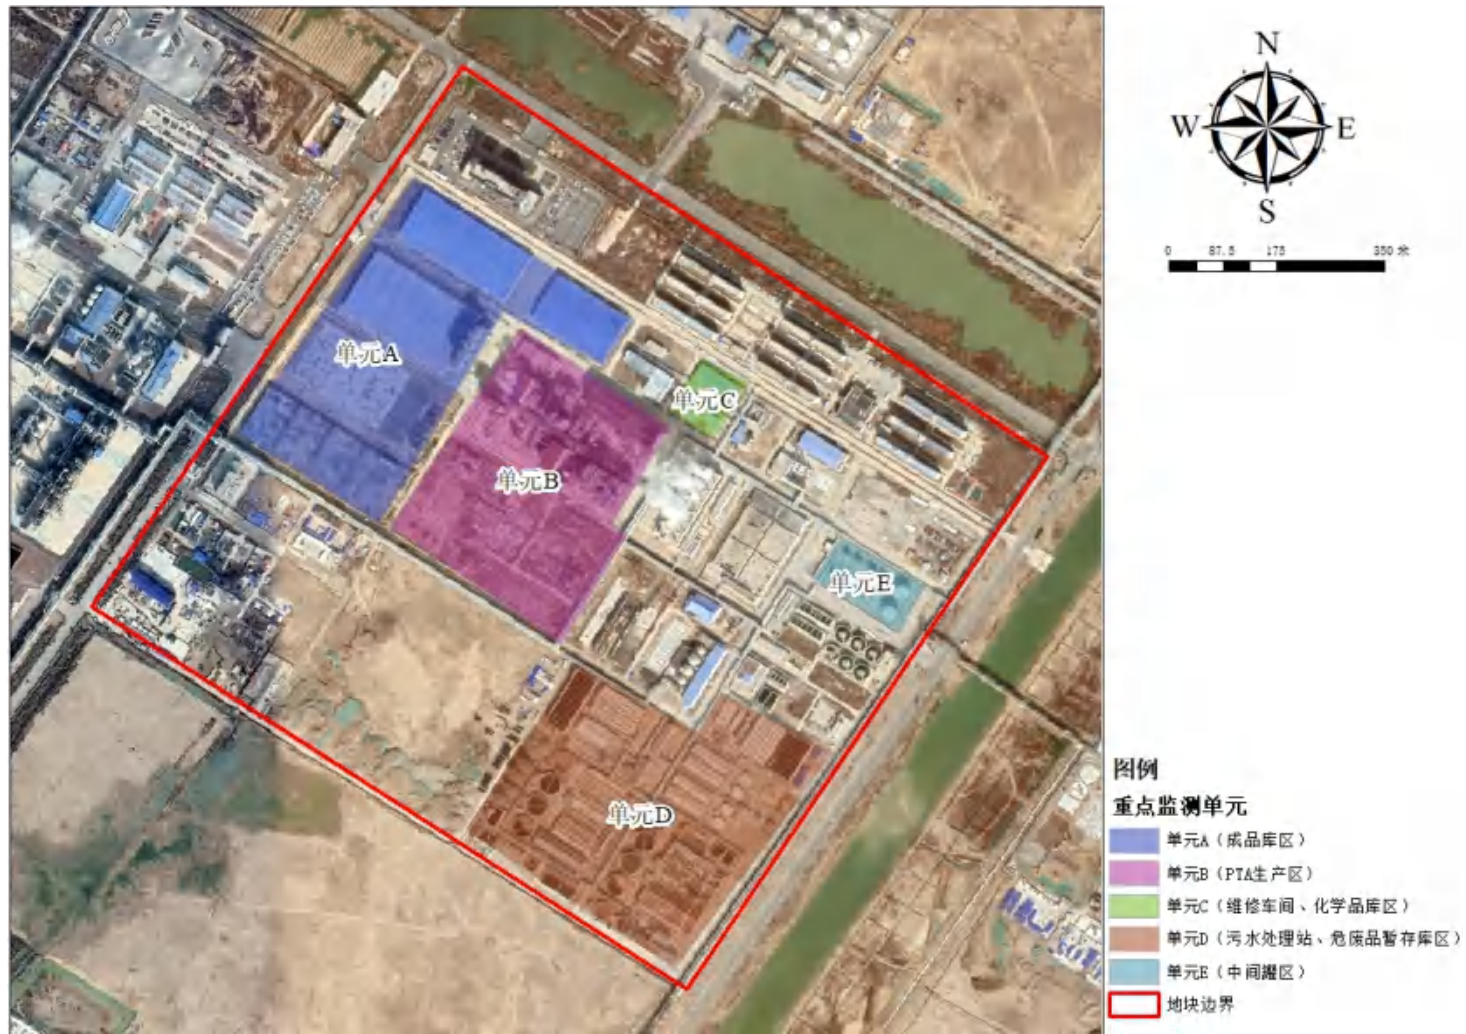 N
W E
S
0 87.5 175 350 米
单元A
单元C
单元B
单元E
单元D
图例
重点监测单元
单元A（成品库区）
单元B（PTA生产区）
单元C（维修车间、化学品库区）
单元D（污水处理站、危废品暂存库区）
单元E（中间罐区）
地块边界